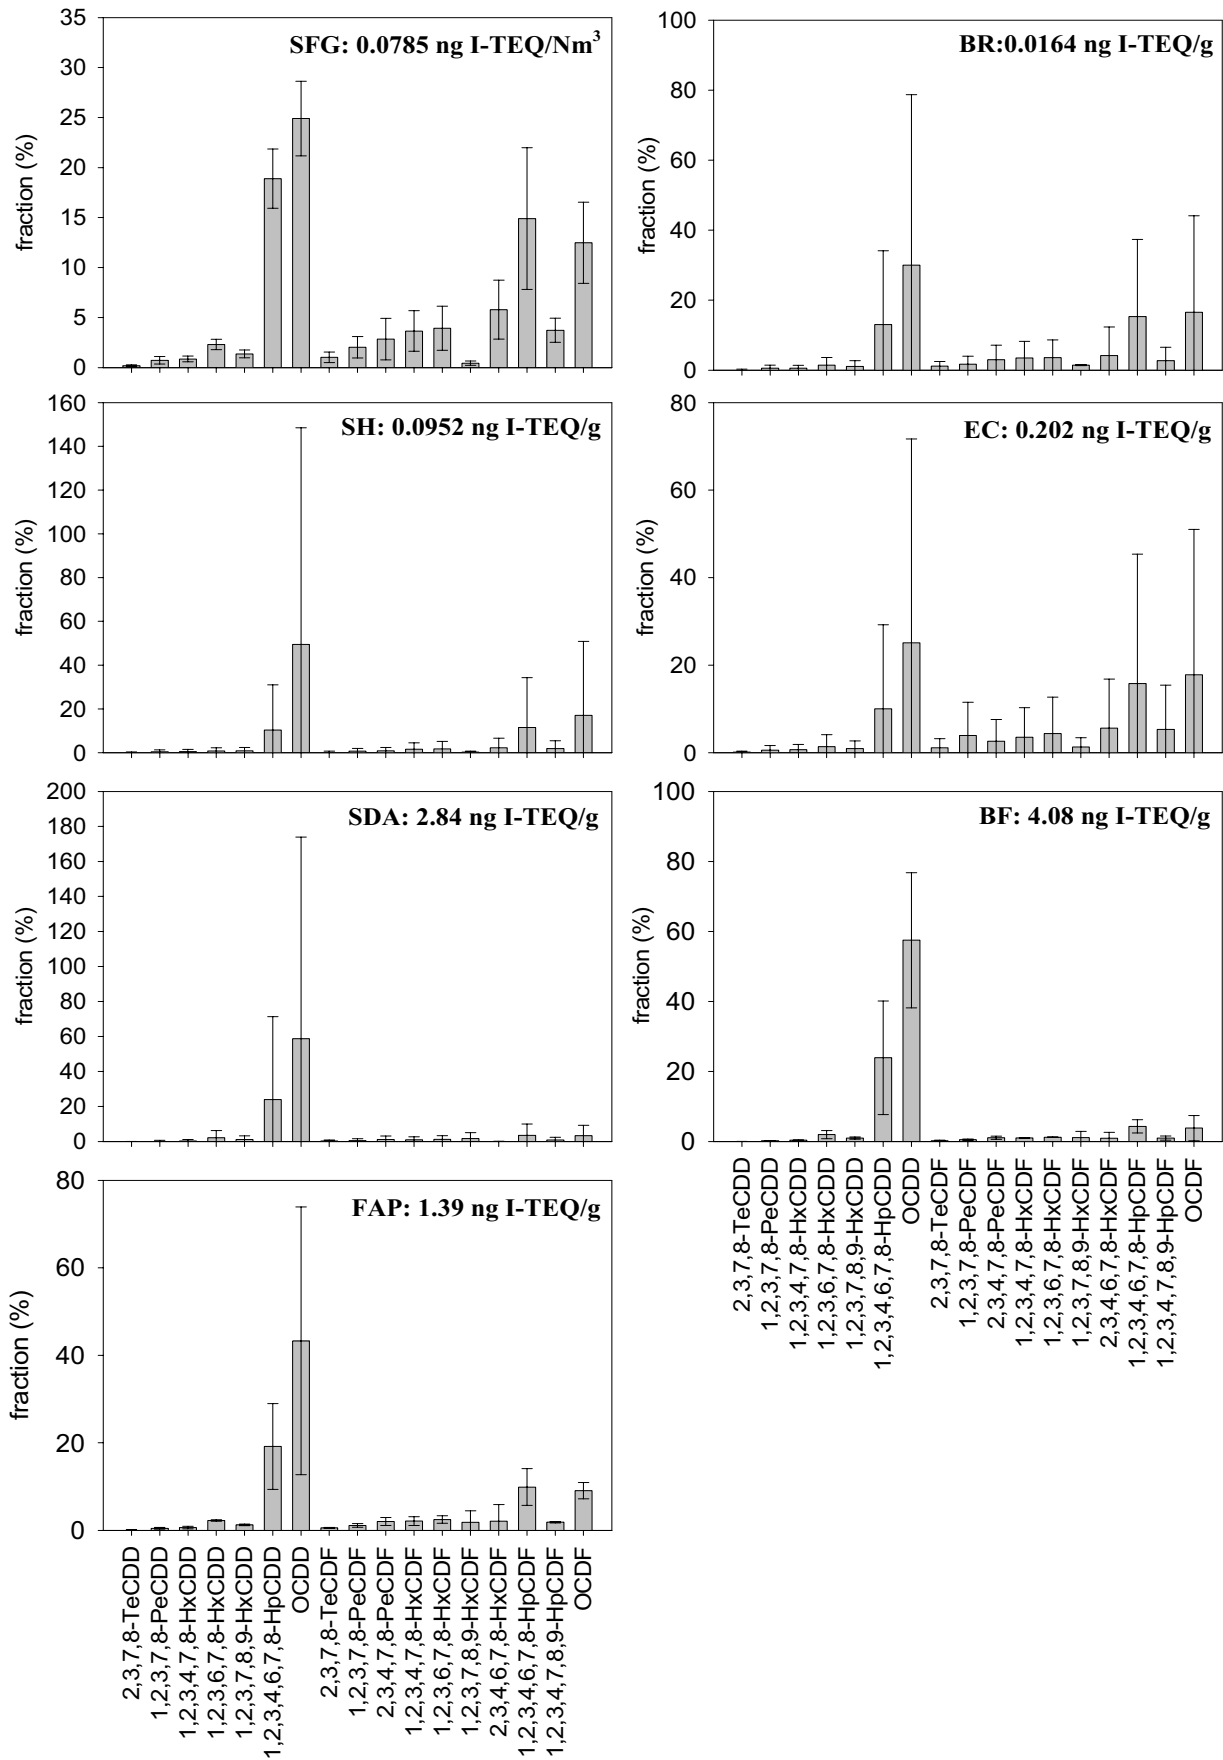 SFG: 0.0785 ng I-TEQ/Nm3
fraction (%)
35
30
25
20
15
10
5
0
BR:0.0164 ng I-TEQ/g
fraction (%)
100
80
60
40
20
0
SH: 0.0952 ng I-TEQ/g
fraction (%)
160
140
120
100
80
60
40
20
0
EC: 0.202 ng I-TEQ/g
fraction (%)
80
60
40
20
0
SDA: 2.84 ng I-TEQ/g
fraction (%)
200
180
160
140
120
100
80
60
40
20
0
BF: 4.08 ng I-TEQ/g
fraction (%)
100
80
60
40
20
0
2,3,7,8-TeCDD
1,2,3,7,8-PeCDD
1,2,3,4,7,8-HxCDD
1,2,3,6,7,8-HxCDD
1,2,3,7,8,9-HxCDD
1,2,3,4,6,7,8-HpCDD
OCDD
2,3,7,8-TeCDF
1,2,3,7,8-PeCDF
2,3,4,7,8-PeCDF
1,2,3,4,7,8-HxCDF
1,2,3,6,7,8-HxCDF
1,2,3,7,8,9-HxCDF
2,3,4,6,7,8-HxCDF
1,2,3,4,6,7,8-HpCDF
1,2,3,4,7,8,9-HpCDF
OCDF
FAP: 1.39 ng I-TEQ/g
fraction (%)
80
60
40
20
0
2,3,7,8-TeCDD
1,2,3,7,8-PeCDD
1,2,3,4,7,8-HxCDD
1,2,3,6,7,8-HxCDD
1,2,3,7,8,9-HxCDD
1,2,3,4,6,7,8-HpCDD
OCDD
2,3,7,8-TeCDF
1,2,3,7,8-PeCDF
2,3,4,7,8-PeCDF
1,2,3,4,7,8-HxCDF
1,2,3,6,7,8-HxCDF
1,2,3,7,8,9-HxCDF
2,3,4,6,7,8-HxCDF
1,2,3,4,6,7,8-HpCDF
1,2,3,4,7,8,9-HpCDF
OCDF